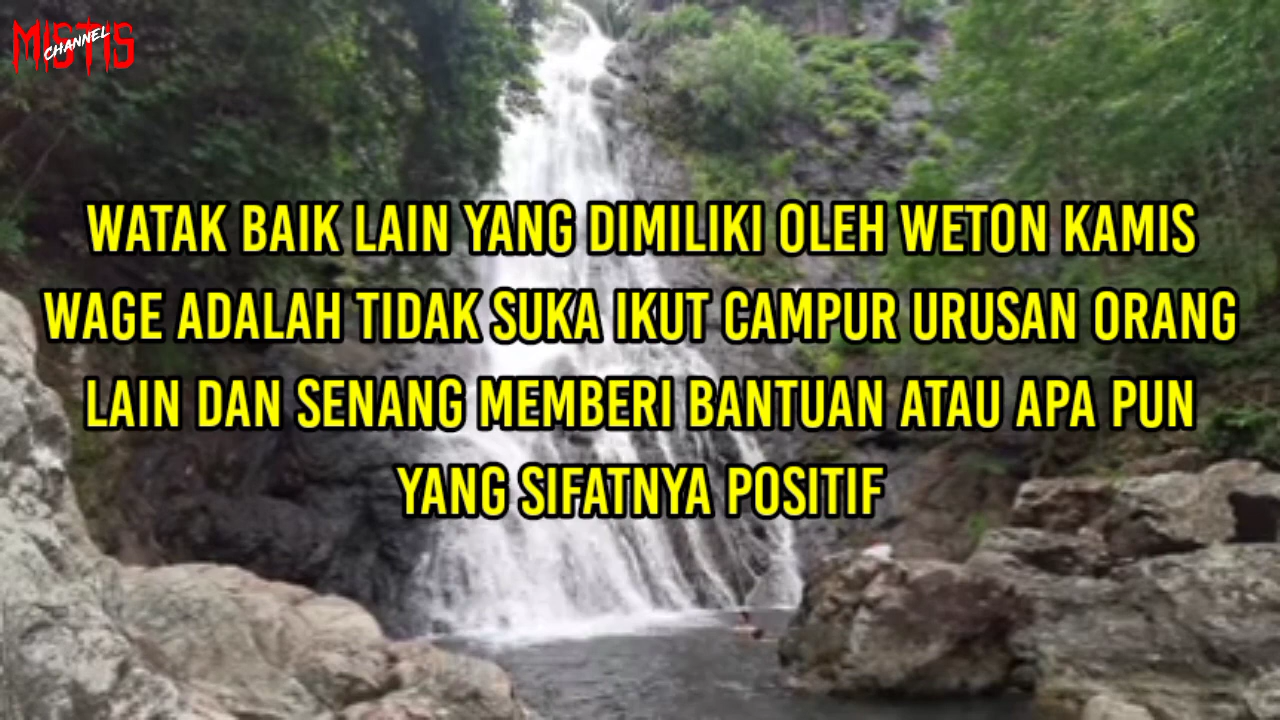 MISTIS
CHANNEL
WATAK BAIK LAIN YANG DIMILIKI OLEH WETON KAMIS
WAGE ADALAH TIDAK SUKA IKUT CAMPUR URUSAN ORANG
LAIN DAN SENANG MEMBERI BANTUAN ATAU APA PUN
YANG SIFATNYA POSITIF